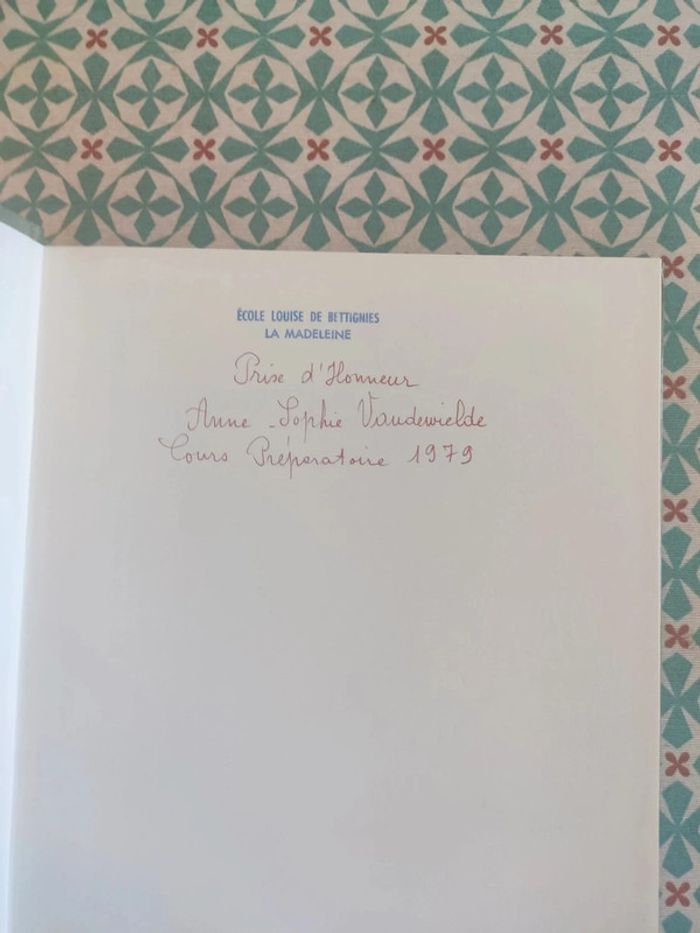 ÉCOLE LOUISE DE BETTIGNIES
LA MADELEINE
Prix d'Honneur
Anne-Sophie Vandewielde
Cours Préparatoire 1979